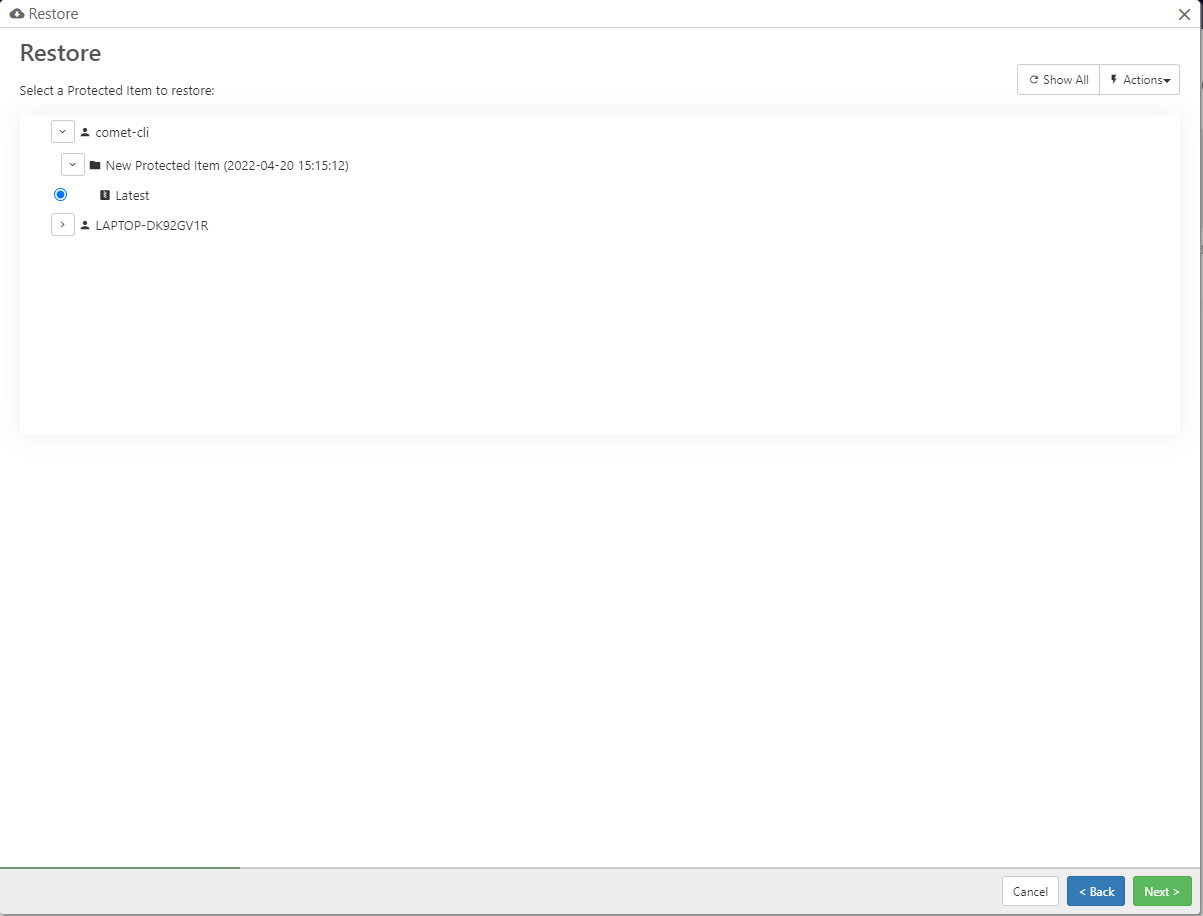 Restore
Restore
Select a Protected Item to restore:
Show All
Actions
comet-cli
New Protected Item (2022-04-20 15:15:12)
Latest
LAPTOP-DK92GV1R
Cancel
< Back
Next >